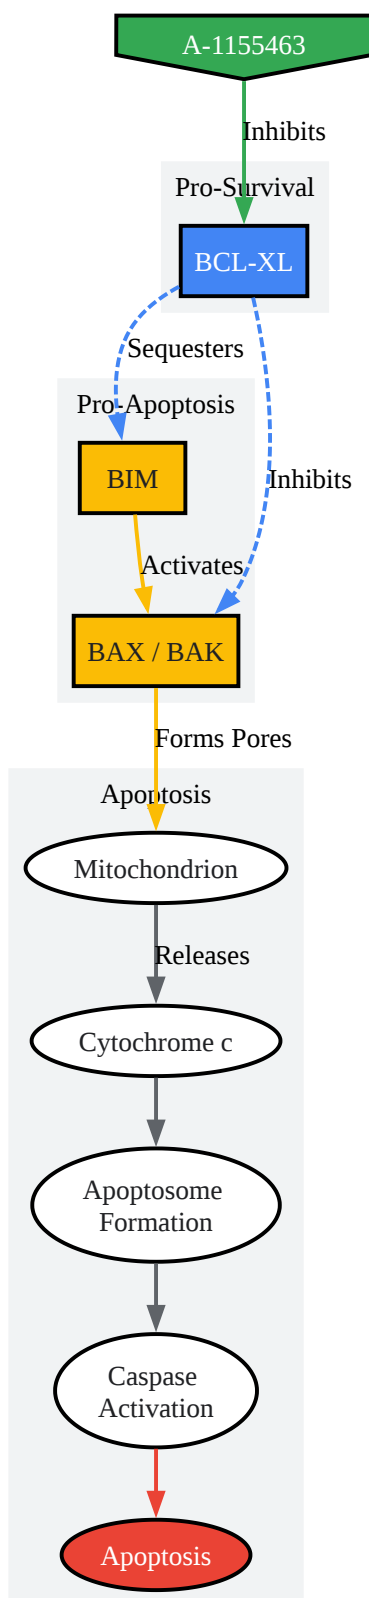 A-1155463
Inhibits
Pro-Survival
BCL-XL
Sequesters
Pro-Apoptosis
BIM
Inhibits
Activates
BAX / BAK
Forms Pores
Apoptosis
Mitochondrion
Releases
Cytochrome c
Apoptosome
Formation
Caspase
Activation
Apoptosis